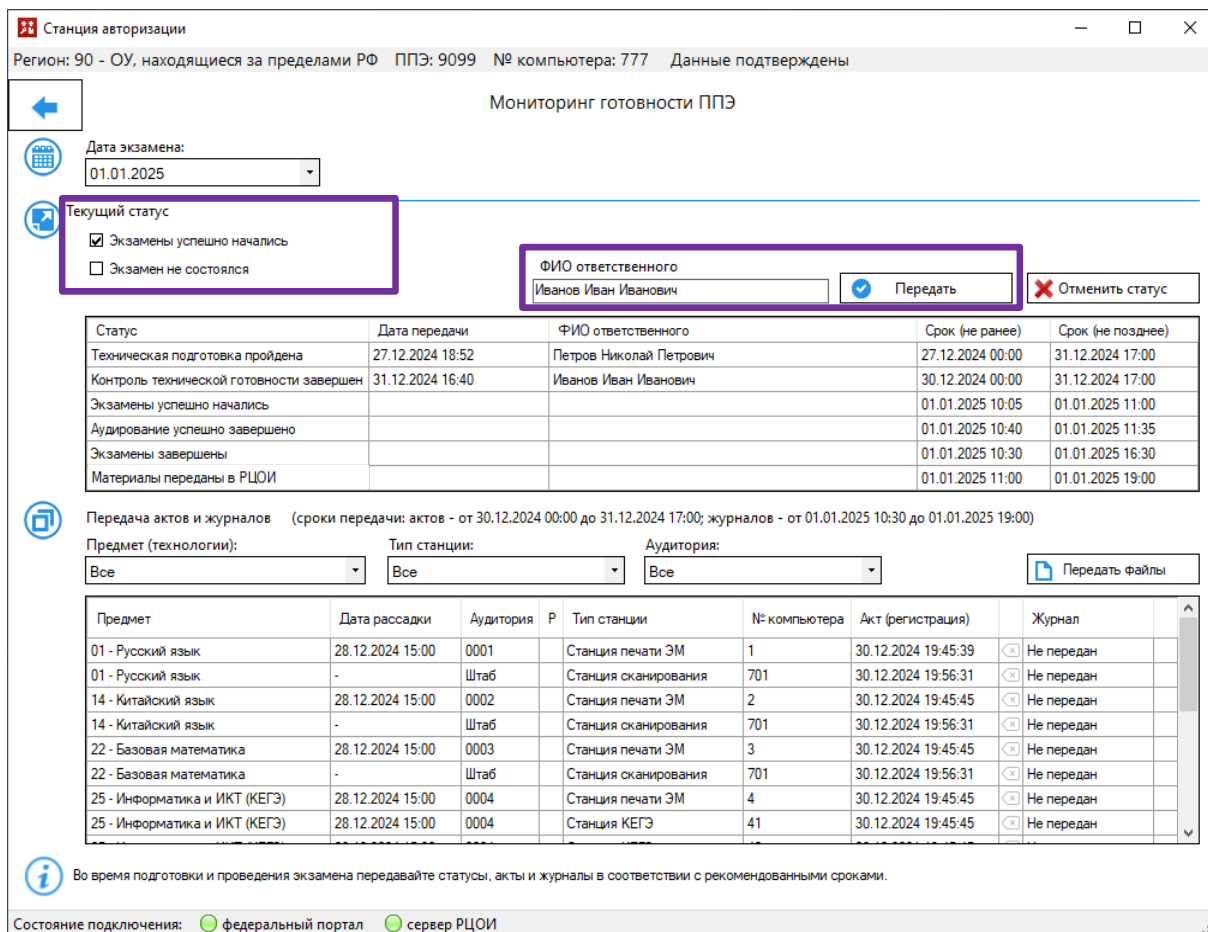 Станция авторизации
Регион: 90 - ОУ, находящиеся за пределами РФ ППЭ: 9099 № компьютера: 777 Данные подтверждены
Мониторинг готовности ППЭ
Дата экзамена:
01.01.2025
Текущий статус
Экзамены успешно начались
Экзамен не состоялся
ФИО ответственного
Иванов Иван Иванович Передать Отменить статус
Статус Дата передачи ФИО ответственного Срок (не ранее) Срок (не позднее)
Техническая подготовка пройдена 27.12.2024 18:52 Петров Николай Петрович 27.12.2024 00:00 31.12.2024 17:00
Контроль технической готовности завершен 31.12.2024 16:40 Иванов Иван Иванович 30.12.2024 00:00 31.12.2024 17:00
Экзамены успешно начались 01.01.2025 10:05 01.01.2025 11:00
Аудирование успешно завершено 01.01.2025 10:40 01.01.2025 11:35
Экзамены завершены 01.01.2025 10:30 01.01.2025 16:30
Материалы переданы в РЦОИ 01.01.2025 11:00 01.01.2025 19:00
Передача актов и журналов (сроки передачи: актов - от 30.12.2024 00:00 до 31.12.2024 17:00; журналов - от 01.01.2025 10:30 до 01.01.2025 19:00)
Предмет (технологии): Тип станции: Аудитория:
Все Все Все Передать файлы
Предмет Дата рассадки Аудитория Р Тип станции № компьютера Акт (регистрация) Журнал
01 - Русский язык 28.12.2024 15:00 0001 Станция печати ЭМ 1 30.12.2024 19:45:39 Не передан
01 - Русский язык - Штаб Станция сканирования 701 30.12.2024 19:56:31 Не передан
14 - Китайский язык 28.12.2024 15:00 0002 Станция печати ЭМ 2 30.12.2024 19:45:45 Не передан
14 - Китайский язык - Штаб Станция сканирования 701 30.12.2024 19:56:31 Не передан
22 - Базовая математика 28.12.2024 15:00 0003 Станция печати ЭМ 3 30.12.2024 19:45:45 Не передан
22 - Базовая математика - Штаб Станция сканирования 701 30.12.2024 19:56:31 Не передан
25 - Информатика и ИКТ (КЕГЭ) 28.12.2024 15:00 0004 Станция печати ЭМ 4 30.12.2024 19:45:45 Не передан
25 - Информатика и ИКТ (КЕГЭ) 28.12.2024 15:00 0004 Станция КЕГЭ 41 30.12.2024 19:45:45 Не передан
Во время подготовки и проведения экзамена передавайте статусы, акты и журналы в соответствии с рекомендованными сроками.
Состояние подключения: федеральный портал сервер РЦОИ